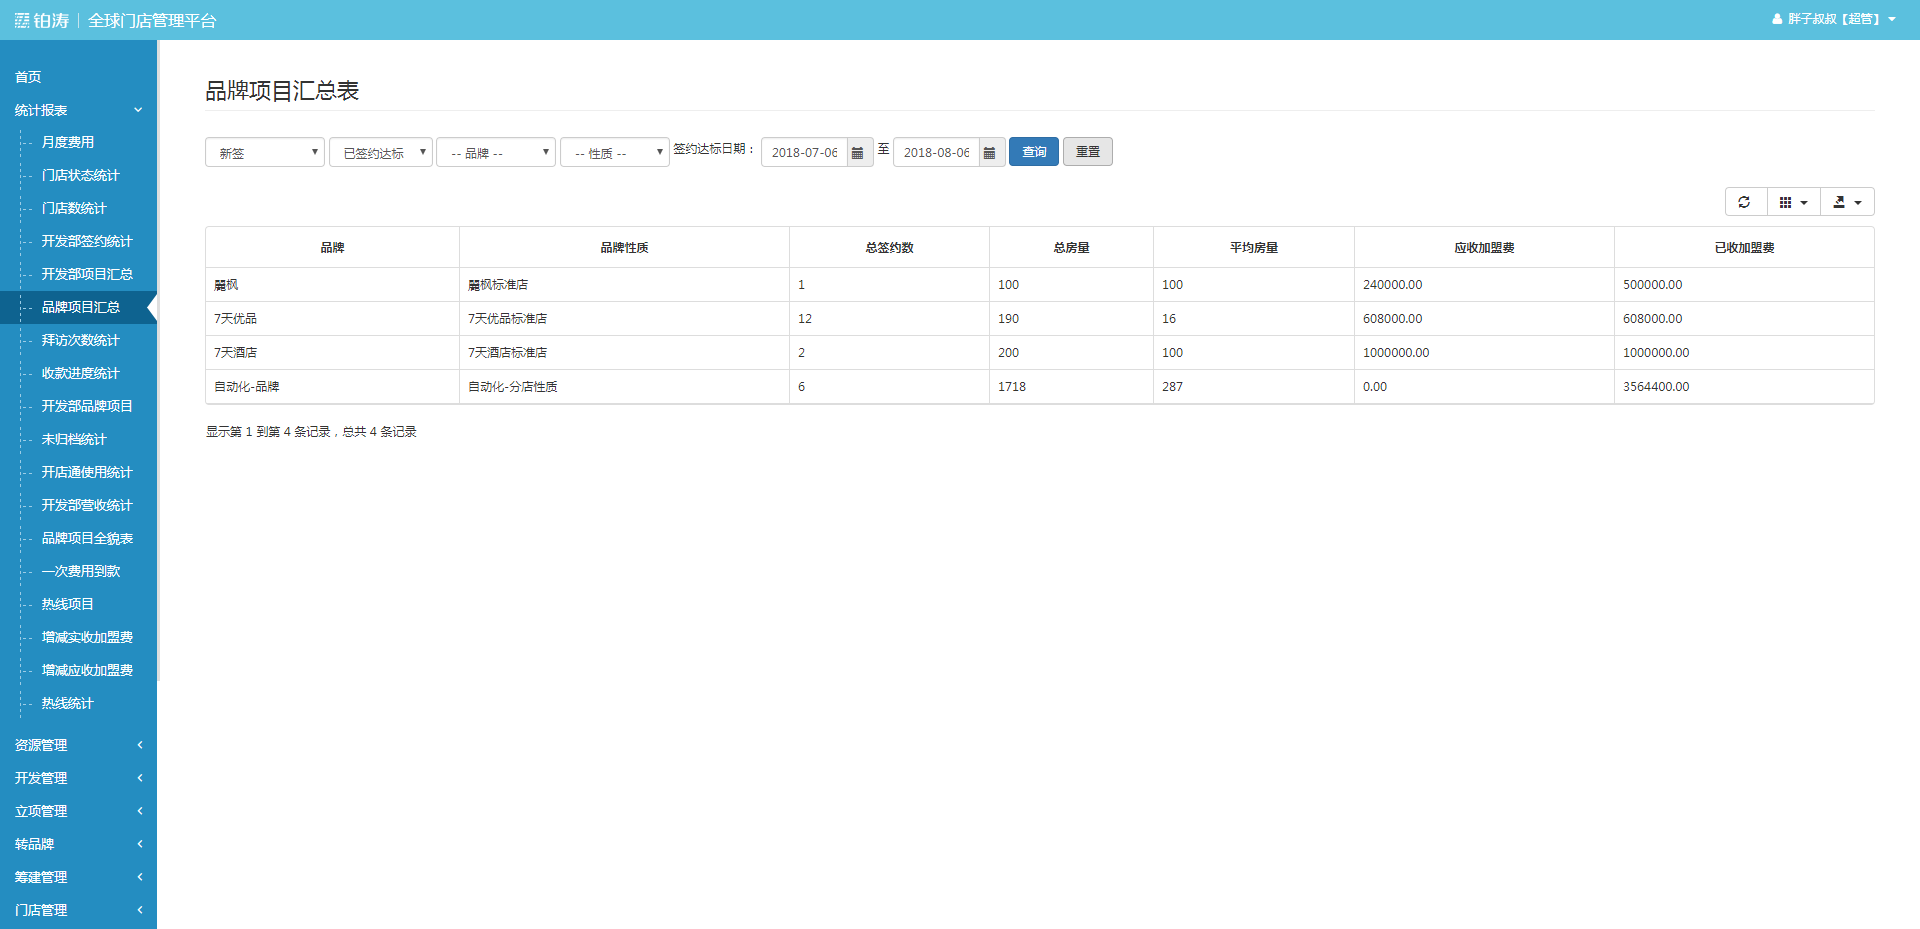 铂涛 | 全球门店管理平台
胖子叔叔【超管】
首页
统计报表
月度费用
门店状态统计
门店数统计
开发部签约统计
开发部项目汇总
品牌项目汇总
拜访次数统计
收款进度统计
开发部品牌项目
未归档统计
开店通使用统计
开发部营收统计
品牌项目全貌表
一次费用到款
热线项目
增减实收加盟费
增减应收加盟费
热线统计
资源管理
开发管理
立项管理
转品牌
筹建管理
门店管理
品牌项目汇总表
新签 已签约达标 -- 品牌 -- -- 性质 -- 签约达标日期： 2018-07-06 至 2018-08-06 查询 重置
品牌 品牌性质 总签约数 总房量 平均房量 应收加盟费 已收加盟费
麗枫 麗枫标准店 1 100 100 240000.00 500000.00
7天优品 7天优品标准店 12 190 16 608000.00 608000.00
7天酒店 7天酒店标准店 2 200 100 1000000.00 1000000.00
自动化-品牌 自动化-分店性质 6 1718 287 0.00 3564400.00
显示第 1 到第 4 条记录，总共 4 条记录